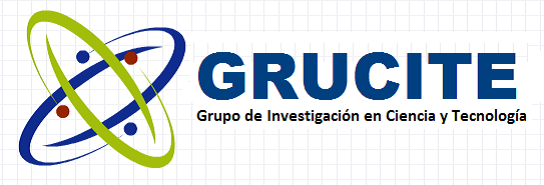 GRUCITE
Grupo de Investigación en Ciencia y Tecnología